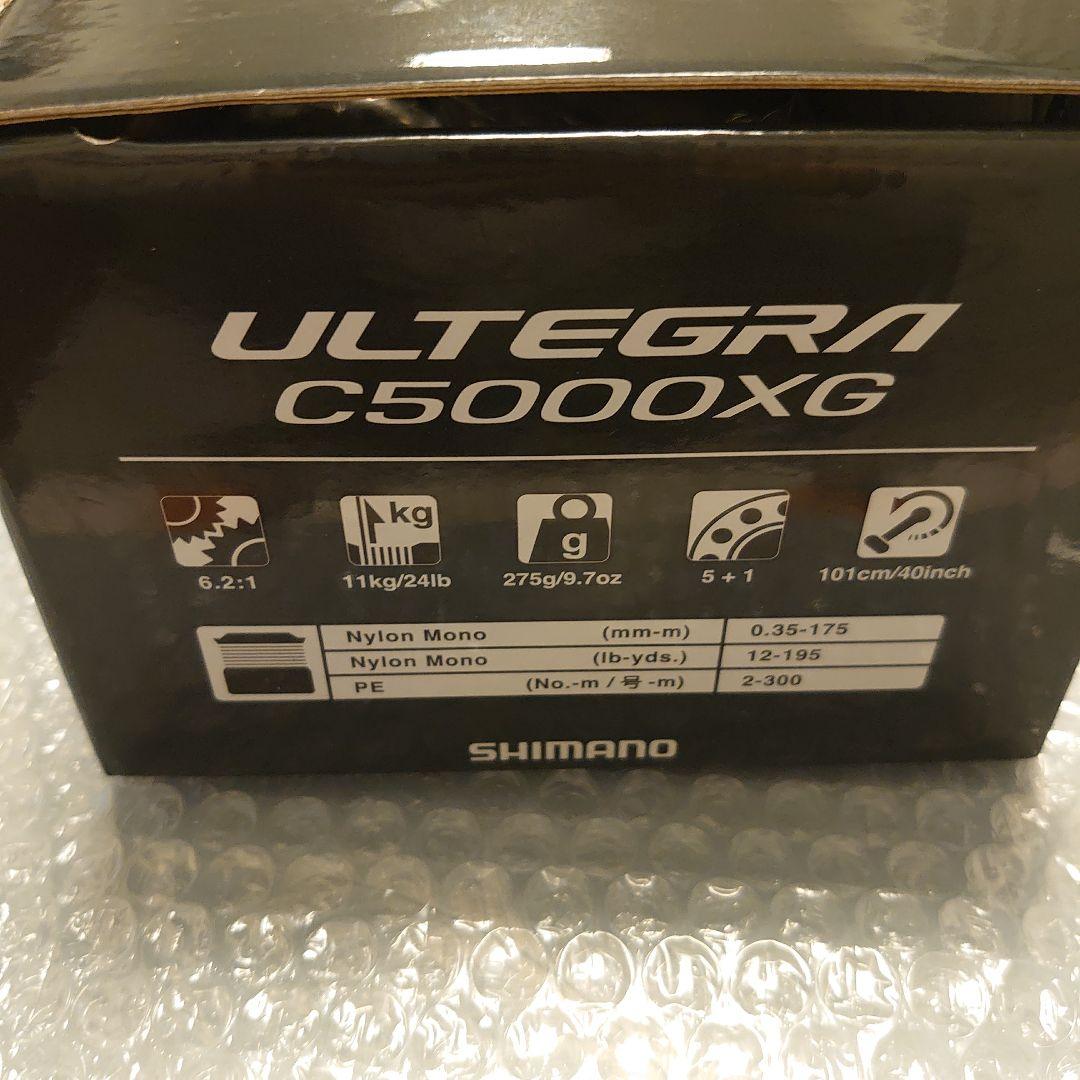 ULTEGRA
C5000XG
kg
g
6.2:1 11kg/24lb 275g/9.7oz 5+1 101cm/40inch
Nylon Mono (mm-m) 0.35-175
Nylon Mono (lb-yds.) 12-195
PE (No.-m / 号 -m) 2-300
SHIMANO